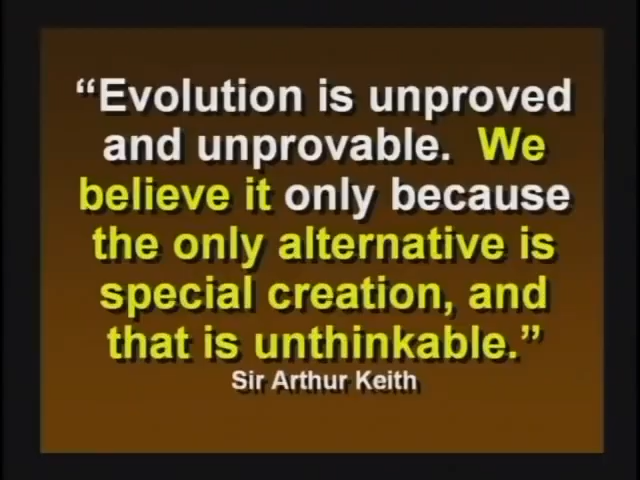 “Evolution is unproved
and unprovable. We
believe it only because
the only alternative is
special creation, and
that is unthinkable.”
Sir Arthur Keith